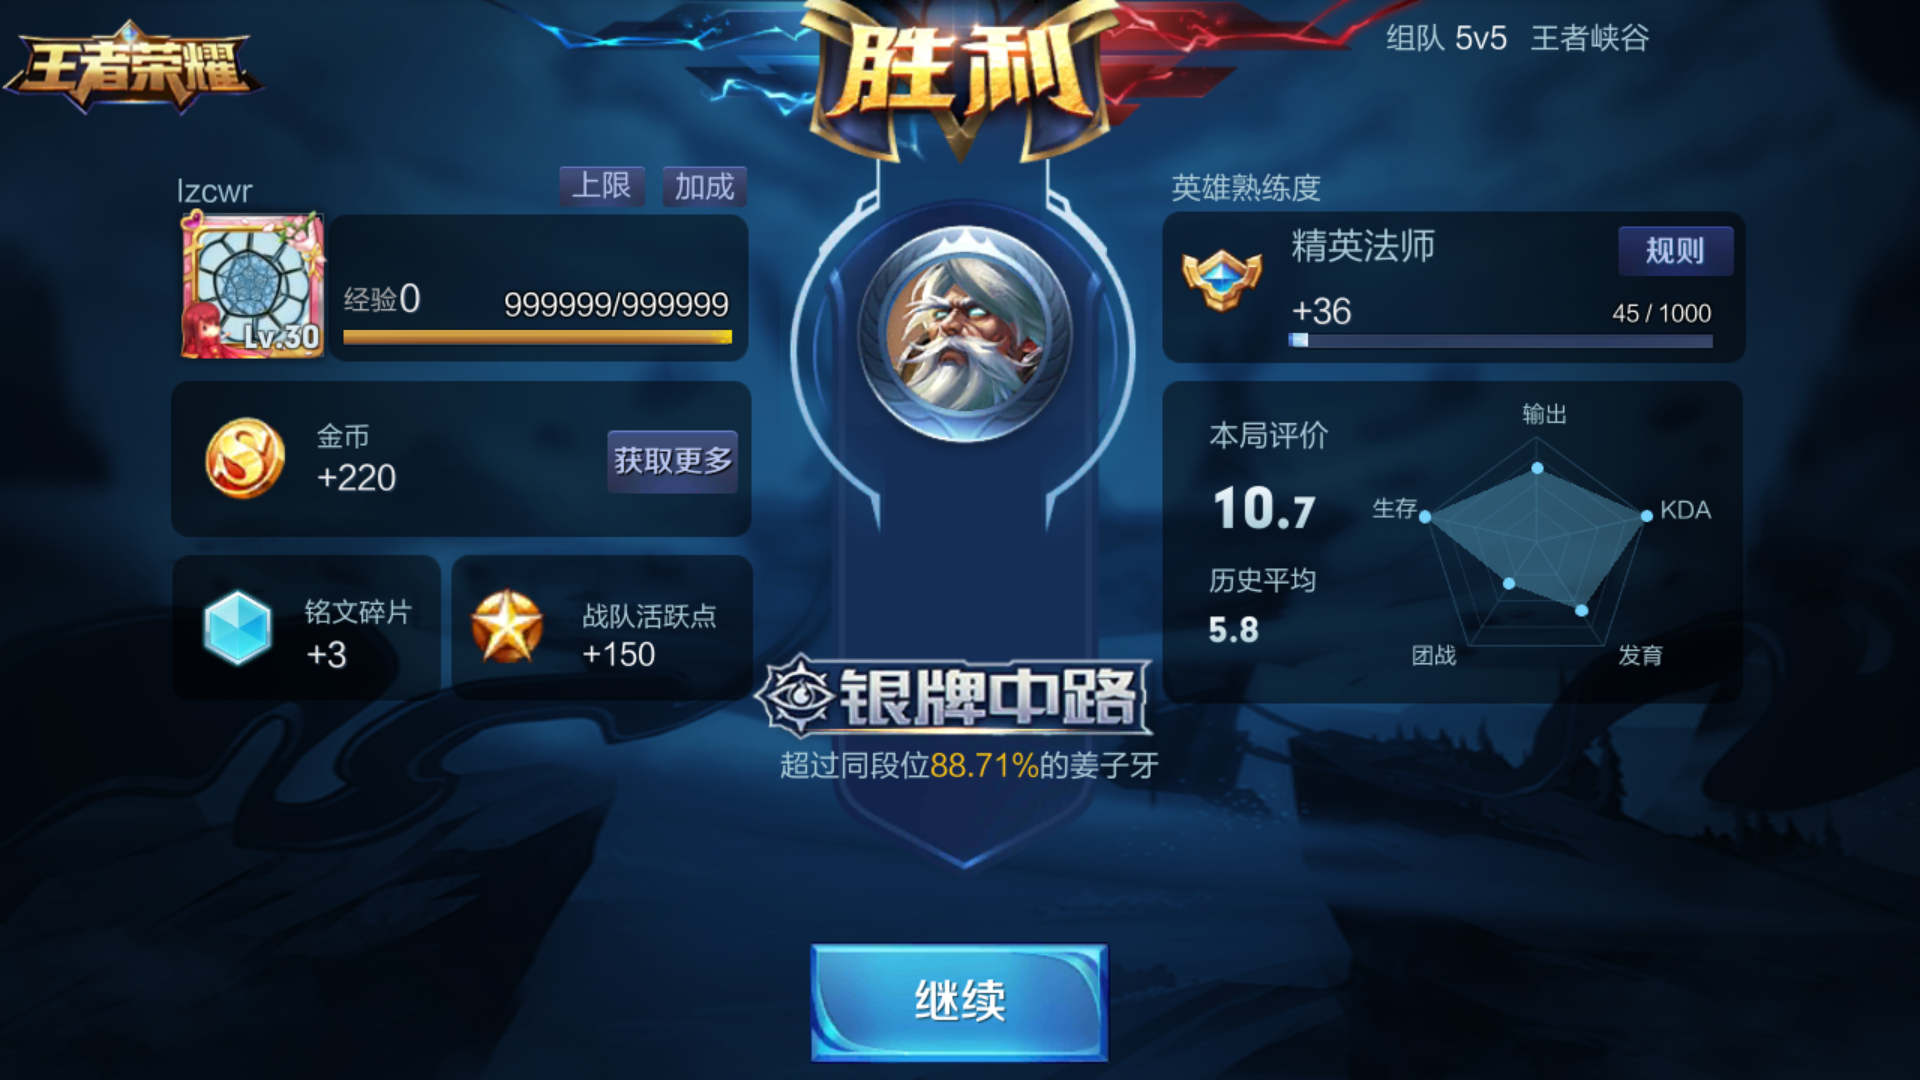 王者荣耀
胜利
组队 5v5 王者峡谷
lzcwr
上限
加成
Lv.30
经验0
999999/999999
金币
+220
获取更多
铭文碎片
+3
战队活跃点
+150
银牌中路
超过同段位88.71%的姜子牙
英雄熟练度
精英法师
规则
+36
45 / 1000
本局评价
10.7
历史平均
5.8
输出
生存
KDA
团战
发育
继续